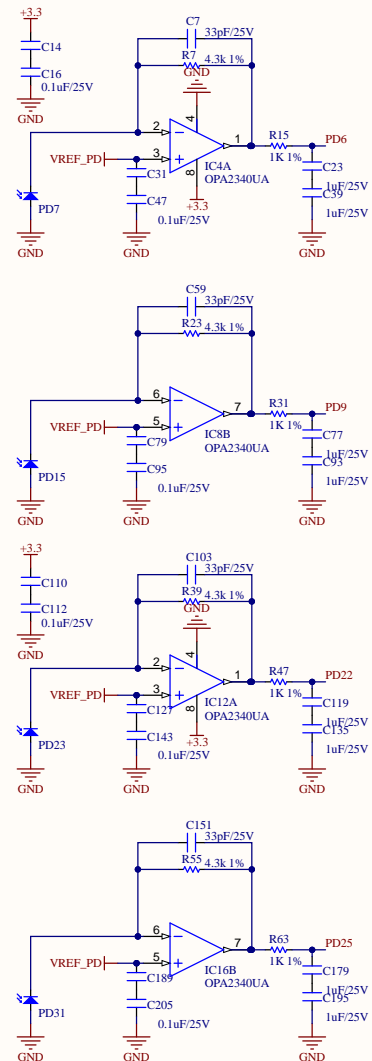 +3.3
C14
C16
0.1uF/25V
GND
C7
33pF/25V
R7
4.3k 1%
GND
4
2
3
8
1
VREF_PD
C31
C47
0.1uF/25V
IC4A
OPA2340UA
+3.3
R15
1K 1%
PD6
C23
1uF/25V
C39
1uF/25V
PD7
GND
GND
GND
C59
33pF/25V
R23
4.3k 1%
6
5
7
VREF_PD
C79
C95
0.1uF/25V
IC8B
OPA2340UA
R31
1K 1%
PD9
C77
1uF/25V
C93
1uF/25V
PD15
GND
GND
GND
+3.3
C110
C112
0.1uF/25V
GND
C103
33pF/25V
R39
4.3k 1%
GND
4
2
3
8
1
VREF_PD
C127
C143
0.1uF/25V
IC12A
OPA2340UA
+3.3
R47
1K 1%
PD22
C119
1uF/25V
C135
1uF/25V
PD23
GND
GND
GND
C151
33pF/25V
R55
4.3k 1%
6
5
7
VREF_PD
C189
C205
0.1uF/25V
IC16B
OPA2340UA
R63
1K 1%
PD25
C179
1uF/25V
C195
1uF/25V
PD31
GND
GND
GND